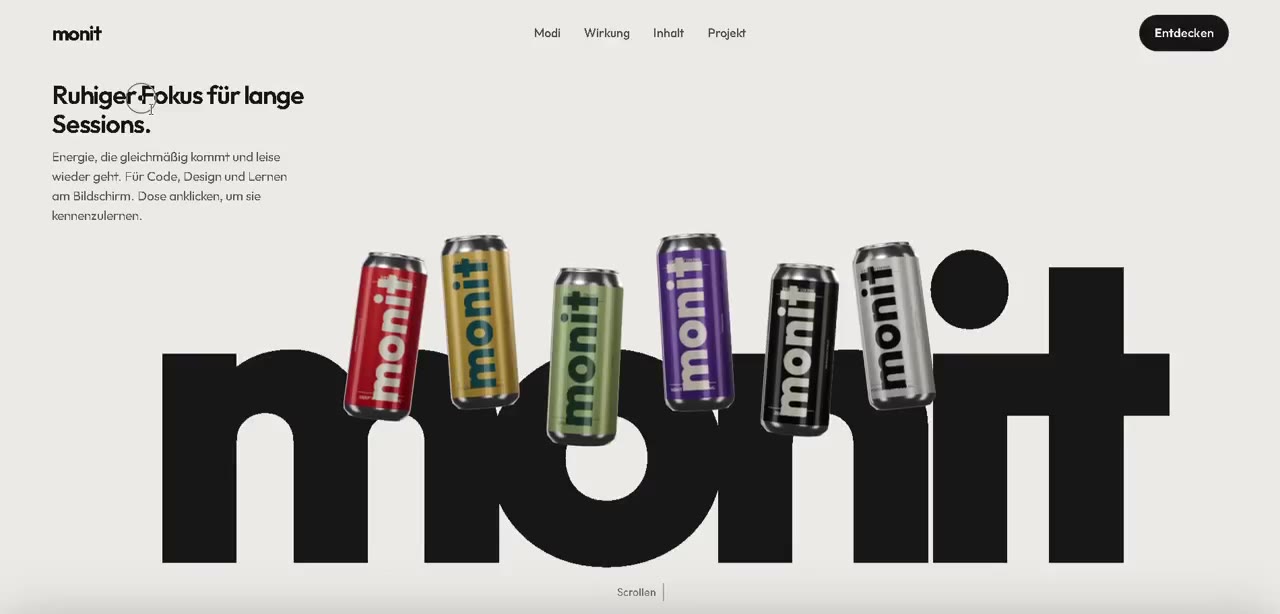 monit
Modi
Wirkung
Inhalt
Projekt
Entdecken
Ruhiger Fokus für lange
Sessions.
Energie, die gleichmäßig kommt und leise
wieder geht. Für Code, Design und Lernen
am Bildschirm. Dose anklicken, um sie
kennenzulernen.
monit
monit
monit
monit
monit
monit
monit
Scrollen